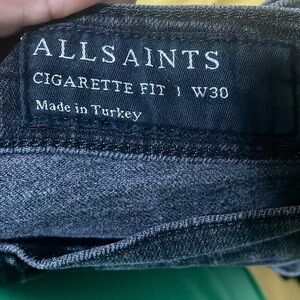 ALLSAINTS
CIGARETTE FIT | W30
Made in Turkey